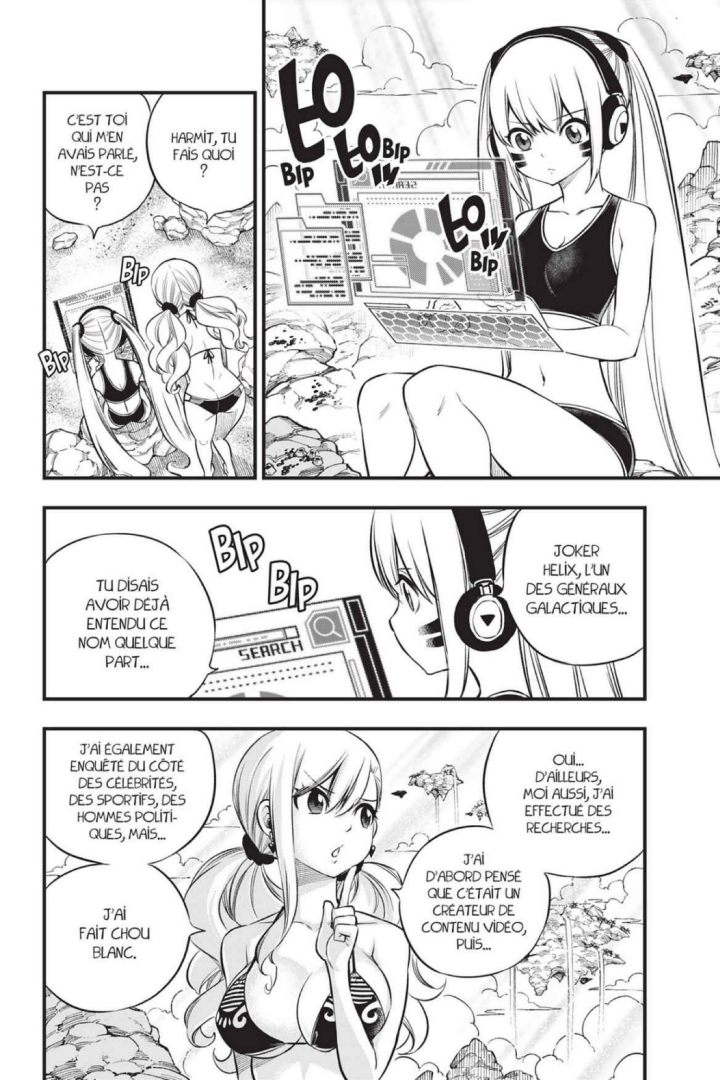 BIP
BIP
BIP
HARMIT, TU
FAIS QUOI
?
C'EST TOI
QUI M'EN
AVAIS PARLÉ,
N'EST-CE
PAS
?
BIP
BIP
JOKER
HELIX, L'UN
DES GÉNÉRAUX
GALACTIQUES...
BIP
BIP
SEARCH
TU DISAIS
AVOIR DÉJÀ
ENTENDU CE
NOM QUELQUE
PART...
OUI...
D'AILLEURS,
MOI AUSSI, J'AI
EFFECTUÉ DES
RECHERCHES...
J'AI
D'ABORD PENSÉ
QUE C'ÉTAIT UN
CRÉATEUR DE
CONTENU VIDÉO,
PUIS...
J'AI ÉGALEMENT
ENQUÊTÉ DU CÔTÉ
DES CÉLÉBRITÉS,
DES SPORTIFS, DES
HOMMES POLITI-
QUES, MAIS...
J'AI
FAIT CHOU
BLANC.